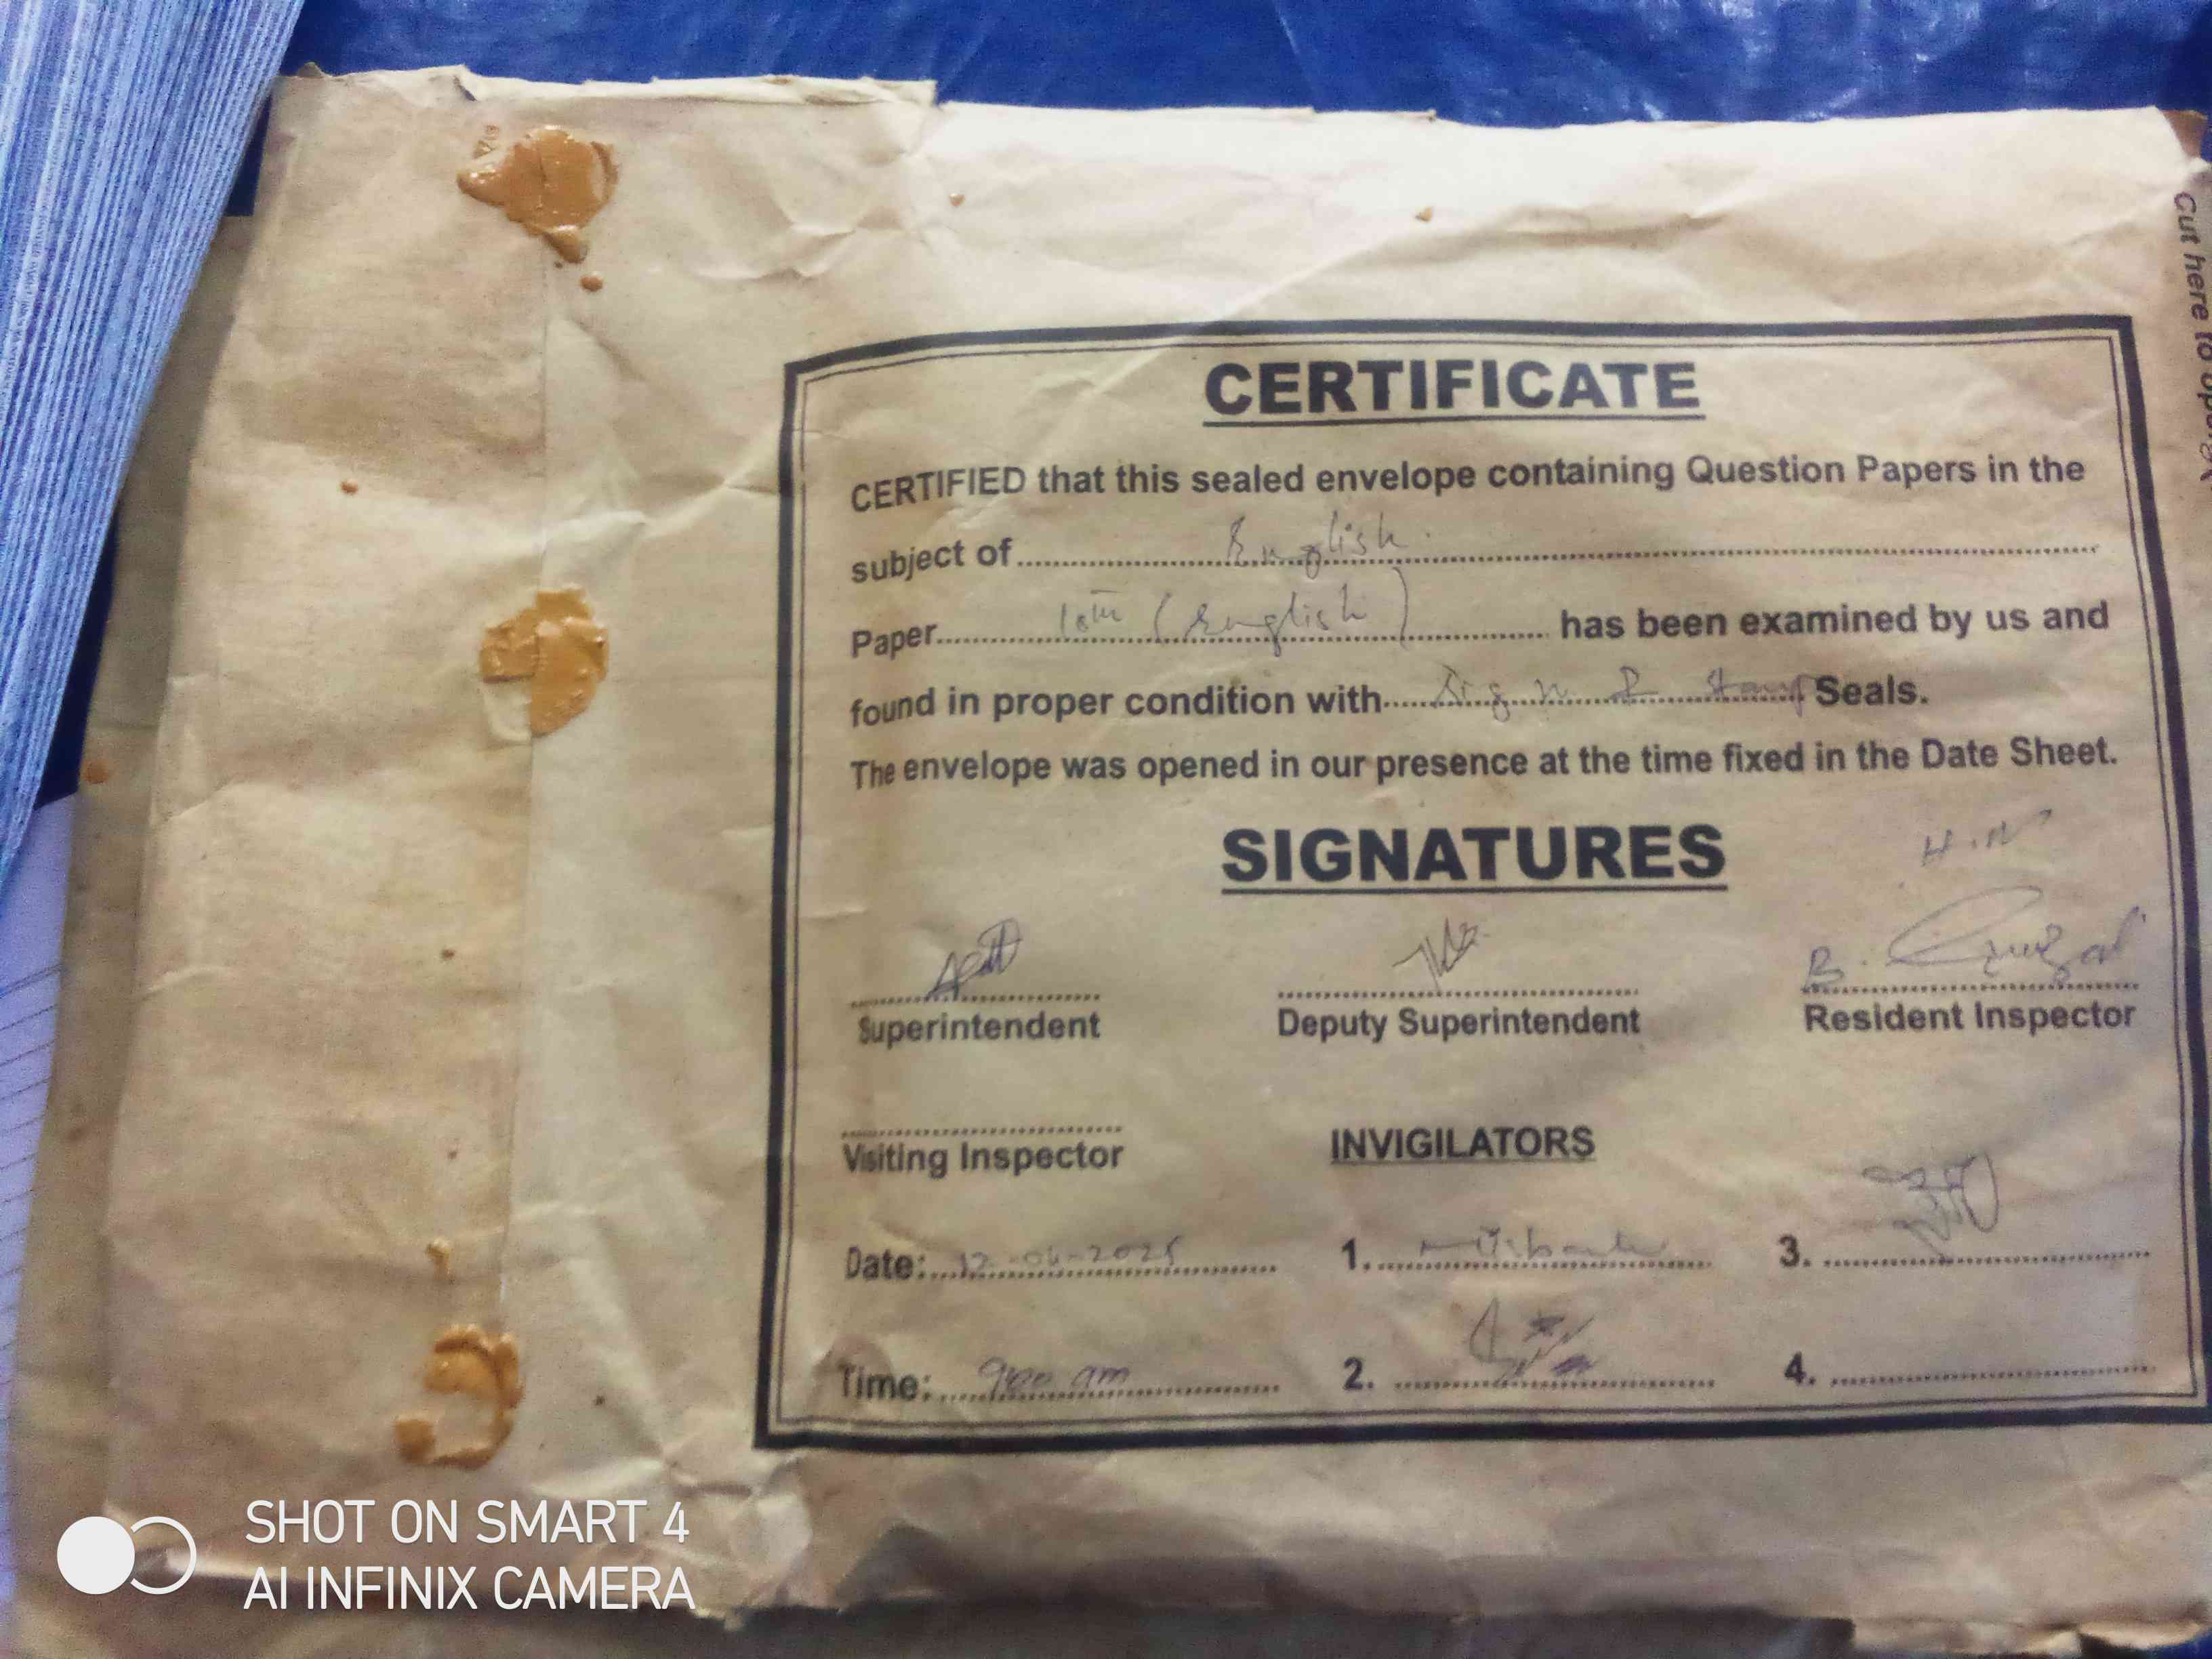 Cut here to open
CERTIFICATE
CERTIFIED that this sealed envelope containing Question Papers in the
subject of English
Paper 10th (English) has been examined by us and
found in proper condition with Sign & Stamp Seals.
The envelope was opened in our presence at the time fixed in the Date Sheet.
SIGNATURES
Superintendent Deputy Superintendent Resident Inspector
Visiting Inspector INVIGILATORS
Date: 12-04-2025 1. 3.
Time: 9:00 am 2. 4.
SHOT ON SMART 4
AI INFINIX CAMERA